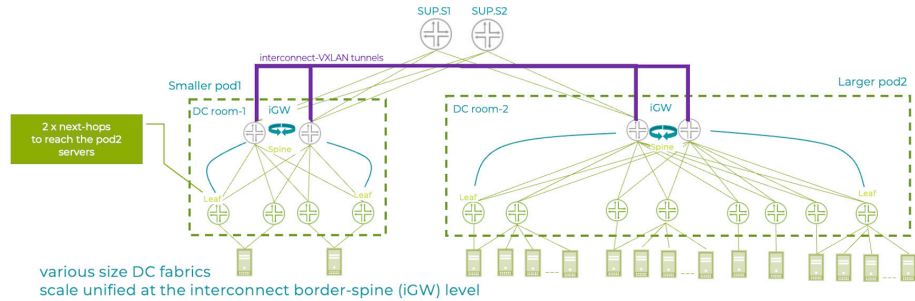 SUP.S1
SUP.S2
interconnect-VXLAN tunnels
Smaller pod1
Larger pod2
DC room-1
iGW
DC room-2
iGW
2 x next-hops
to reach the pod2
servers
Spine
Spine
Leaf
Leaf
Leaf
Leaf
various size DC fabrics
scale unified at the interconnect border-spine (iGW) level